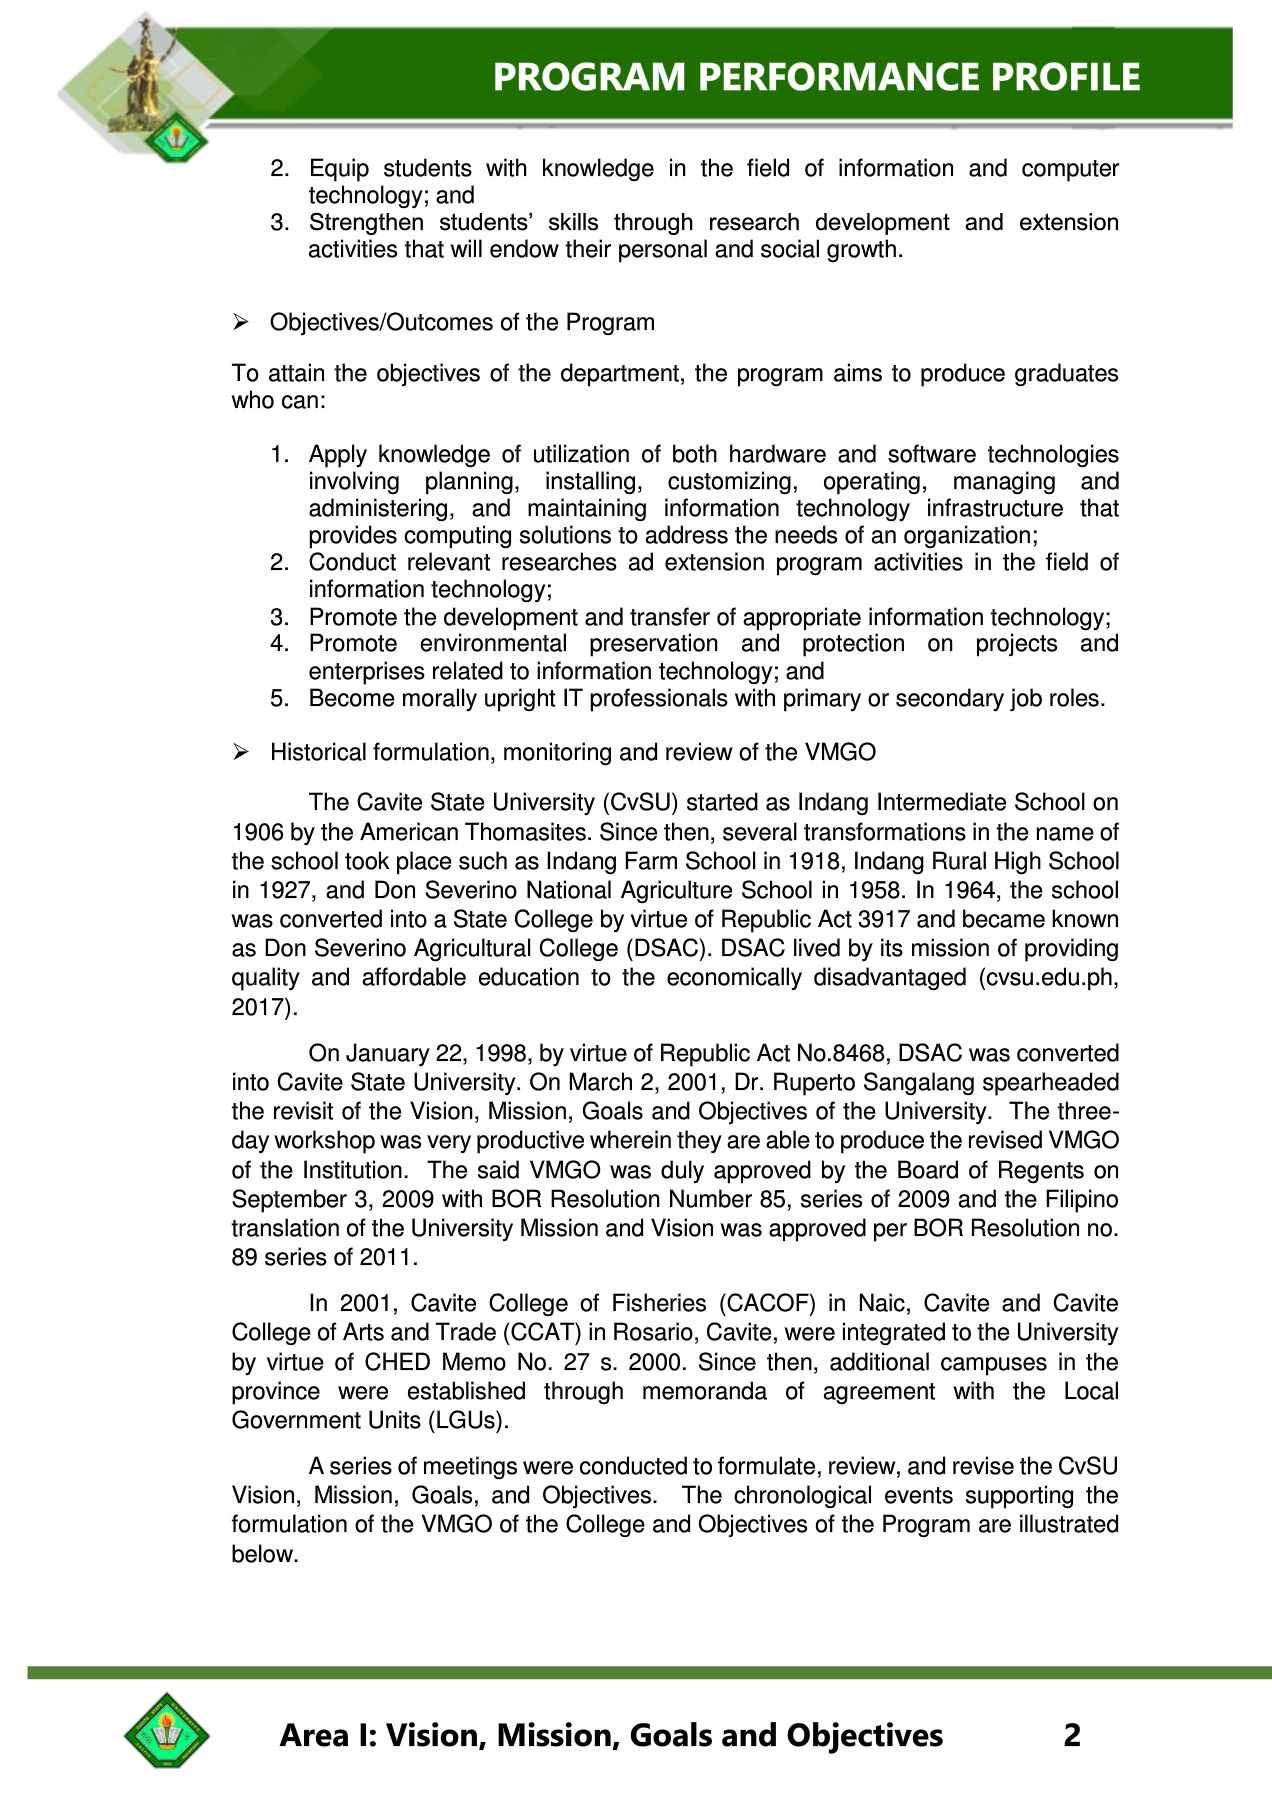 PROGRAM PERFORMANCE PROFILE
2. Equip students with knowledge in the field of information and computer
technology; and
3. Strengthen students’ skills through research development and extension
activities that will endow their personal and social growth.
➢ Objectives/Outcomes of the Program
To attain the objectives of the department, the program aims to produce graduates
who can:
1. Apply knowledge of utilization of both hardware and software technologies
involving planning, installing, customizing, operating, managing and
administering, and maintaining information technology infrastructure that
provides computing solutions to address the needs of an organization;
2. Conduct relevant researches ad extension program activities in the field of
information technology;
3. Promote the development and transfer of appropriate information technology;
4. Promote environmental preservation and protection on projects and
enterprises related to information technology; and
5. Become morally upright IT professionals with primary or secondary job roles.
➢ Historical formulation, monitoring and review of the VMGO
The Cavite State University (CvSU) started as Indang Intermediate School on
1906 by the American Thomasites. Since then, several transformations in the name of
the school took place such as Indang Farm School in 1918, Indang Rural High School
in 1927, and Don Severino National Agriculture School in 1958. In 1964, the school
was converted into a State College by virtue of Republic Act 3917 and became known
as Don Severino Agricultural College (DSAC). DSAC lived by its mission of providing
quality and affordable education to the economically disadvantaged (cvsu.edu.ph,
2017).
On January 22, 1998, by virtue of Republic Act No.8468, DSAC was converted
into Cavite State University. On March 2, 2001, Dr. Ruperto Sangalang spearheaded
the revisit of the Vision, Mission, Goals and Objectives of the University. The three-
day workshop was very productive wherein they are able to produce the revised VMGO
of the Institution. The said VMGO was duly approved by the Board of Regents on
September 3, 2009 with BOR Resolution Number 85, series of 2009 and the Filipino
translation of the University Mission and Vision was approved per BOR Resolution no.
89 series of 2011.
In 2001, Cavite College of Fisheries (CACOF) in Naic, Cavite and Cavite
College of Arts and Trade (CCAT) in Rosario, Cavite, were integrated to the University
by virtue of CHED Memo No. 27 s. 2000. Since then, additional campuses in the
province were established through memoranda of agreement with the Local
Government Units (LGUs).
A series of meetings were conducted to formulate, review, and revise the CvSU
Vision, Mission, Goals, and Objectives. The chronological events supporting the
formulation of the VMGO of the College and Objectives of the Program are illustrated
below.
Area I: Vision, Mission, Goals and Objectives 2